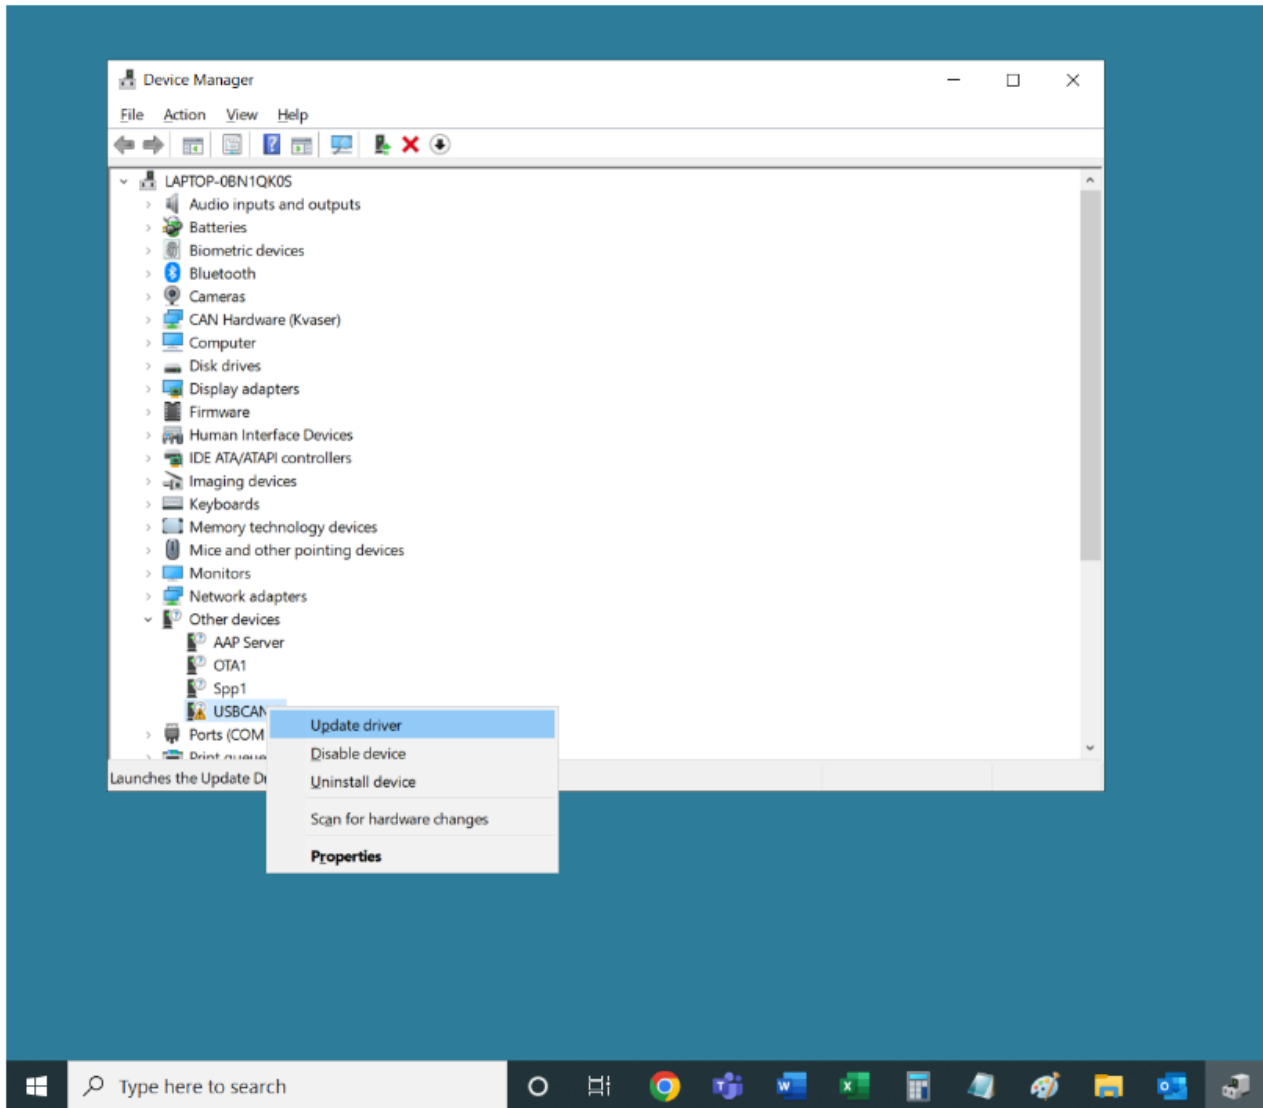 Device Manager
File Action View Help
LAPTOP-0BN1QK0S
Audio inputs and outputs
Batteries
Biometric devices
Bluetooth
Cameras
CAN Hardware (Kvaser)
Computer
Disk drives
Display adapters
Firmware
Human Interface Devices
IDE ATA/ATAPI controllers
Imaging devices
Keyboards
Memory technology devices
Mice and other pointing devices
Monitors
Network adapters
Other devices
AAP Server
OTA1
Spp1
USBCAN
Ports (COM
Print queue
Launches the Update Dr
Update driver
Disable device
Uninstall device
Scan for hardware changes
Properties
Type here to search